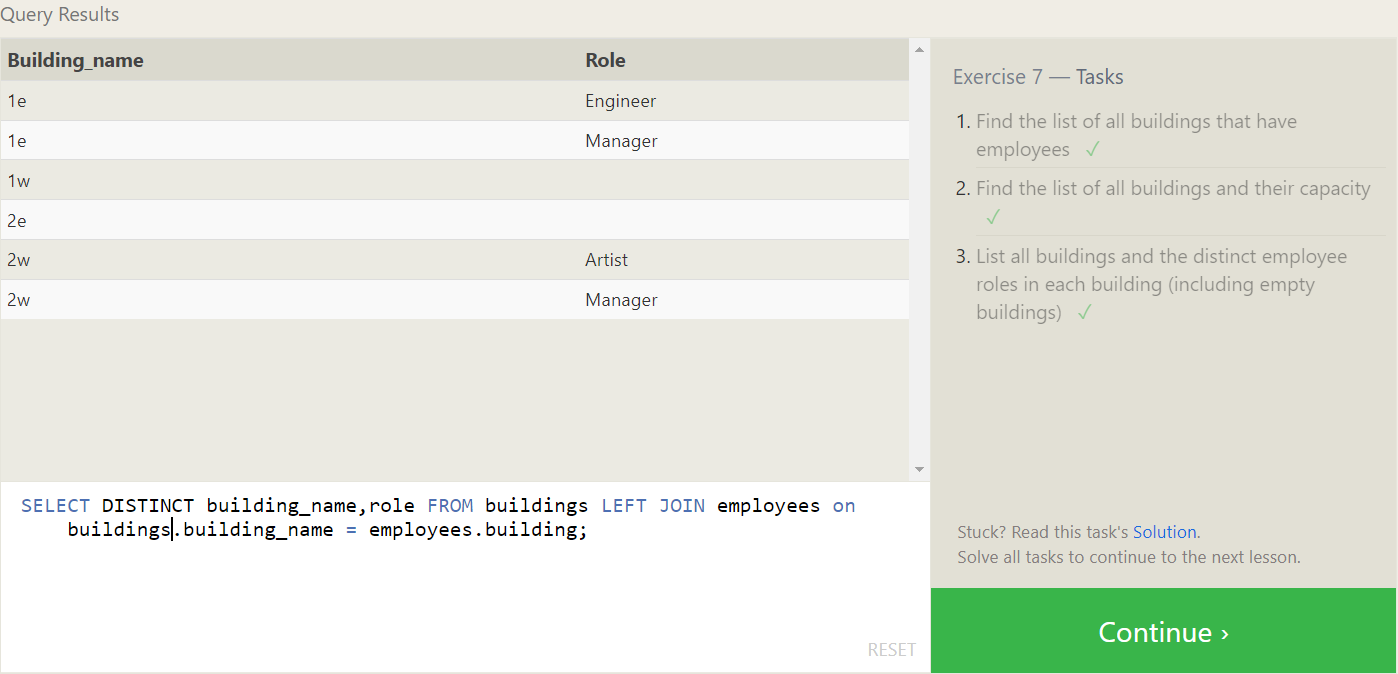 Query Results
Building_name Role
1e Engineer
1e Manager
1w
2e
2w Artist
2w Manager
SELECT DISTINCT building_name,role FROM buildings LEFT JOIN employees on
buildings.building_name = employees.building;
RESET
Exercise 7 — Tasks
1. Find the list of all buildings that have
employees ✓
2. Find the list of all buildings and their capacity
✓
3. List all buildings and the distinct employee
roles in each building (including empty
buildings) ✓
Stuck? Read this task's Solution.
Solve all tasks to continue to the next lesson.
Continue ›